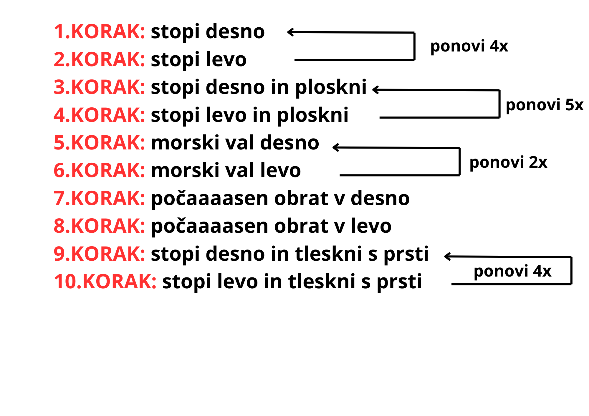 1.KORAK: stopi desno
2.KORAK: stopi levo
ponovi 4x
3.KORAK: stopi desno in ploskni
4.KORAK: stopi levo in ploskni
ponovi 5x
5.KORAK: morski val desno
6.KORAK: morski val levo
ponovi 2x
7.KORAK: počaaaasen obrat v desno
8.KORAK: počaaaasen obrat v levo
9.KORAK: stopi desno in tleskni s prsti
10.KORAK: stopi levo in tleskni s prsti
ponovi 4x